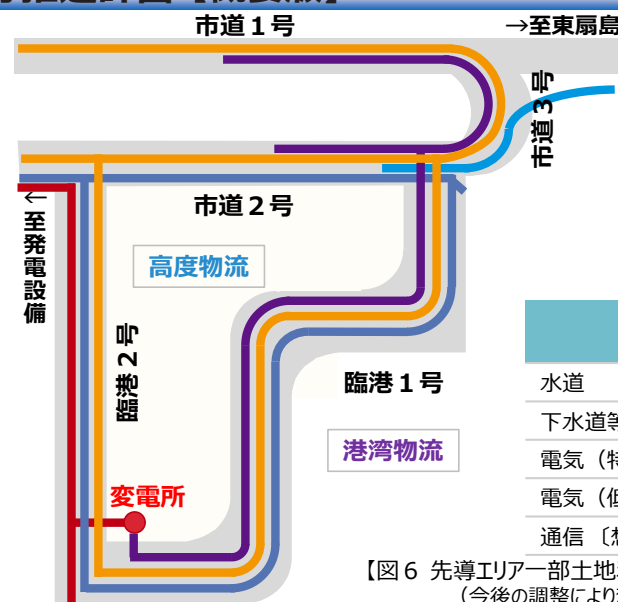 市道１号
→至東扇島
市道３号
市道２号
←至発電設備
高度物流
臨港２号
臨港１号
港湾物流
変電所
水道
下水道等
電気（特
電気（低
通信〔想
【図６ 先導エリア一部土地
（今後の調整により